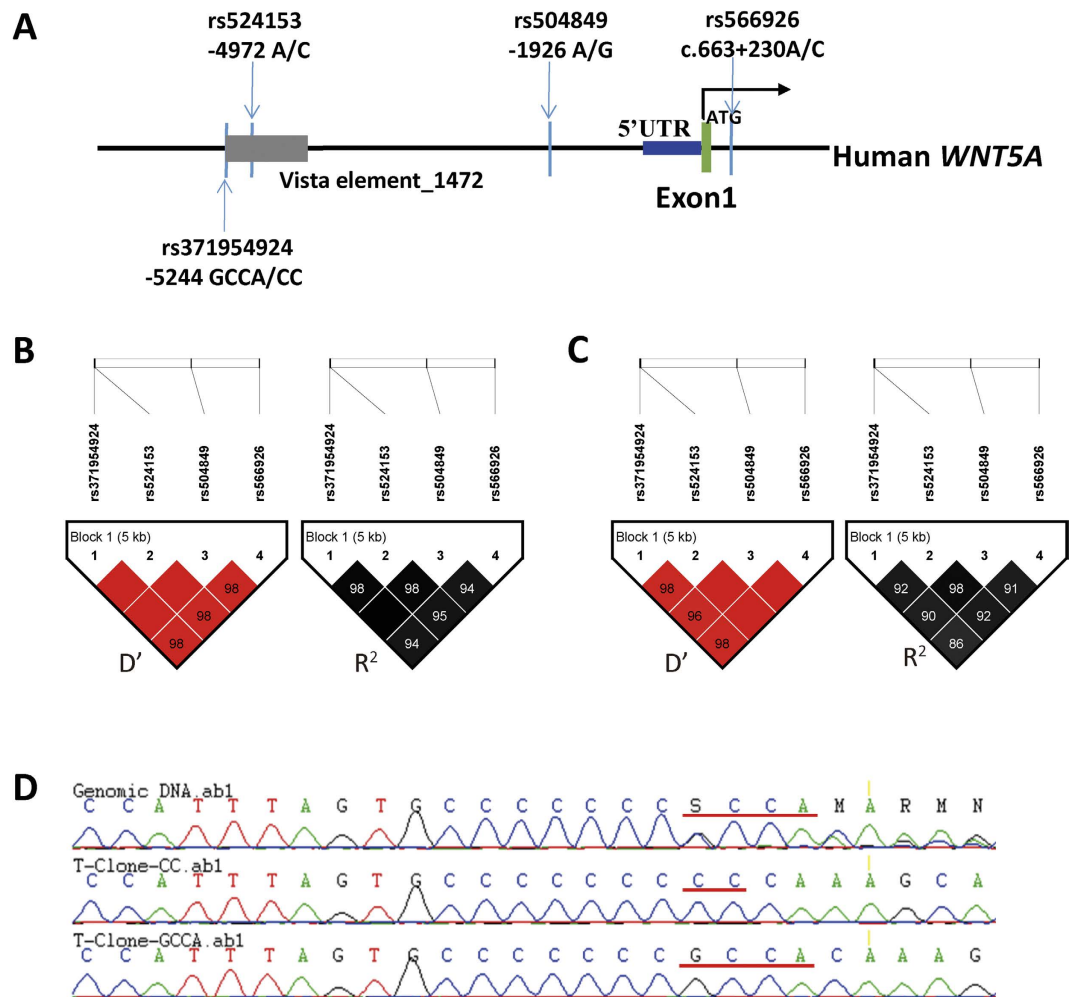 A
rs524153
-4972 A/C
rs504849
-1926 A/G
rs566926
c.663+230A/C
ATG
5'UTR
Human WNT5A
Vista element_1472
Exon1
rs371954924
-5244 GCCA/CC
B
C
rs371954924
rs524153
rs504849
rs566926
rs371954924
rs524153
rs504849
rs566926
rs371954924
rs524153
rs504849
rs566926
rs371954924
rs524153
rs504849
rs566926
Block 1 (5 kb)
1 2 3 4
98
98
98
D'
Block 1 (5 kb)
1 2 3 4
98 98 94
95
94
R²
Block 1 (5 kb)
1 2 3 4
98
96
98
D'
Block 1 (5 kb)
1 2 3 4
92 98 91
90 92
86
R²
D
Genomic DNA.ab1
C C A T T T A G T G C C C C C C C S C C A M A R M N
T-Clone-CC.ab1
C C A T T T A G T G C C C C C C C C C C A A A G C A
T-Clone-GCCA.ab1
C C A T T T A G T G C C C C C C C G C C A C A A A G